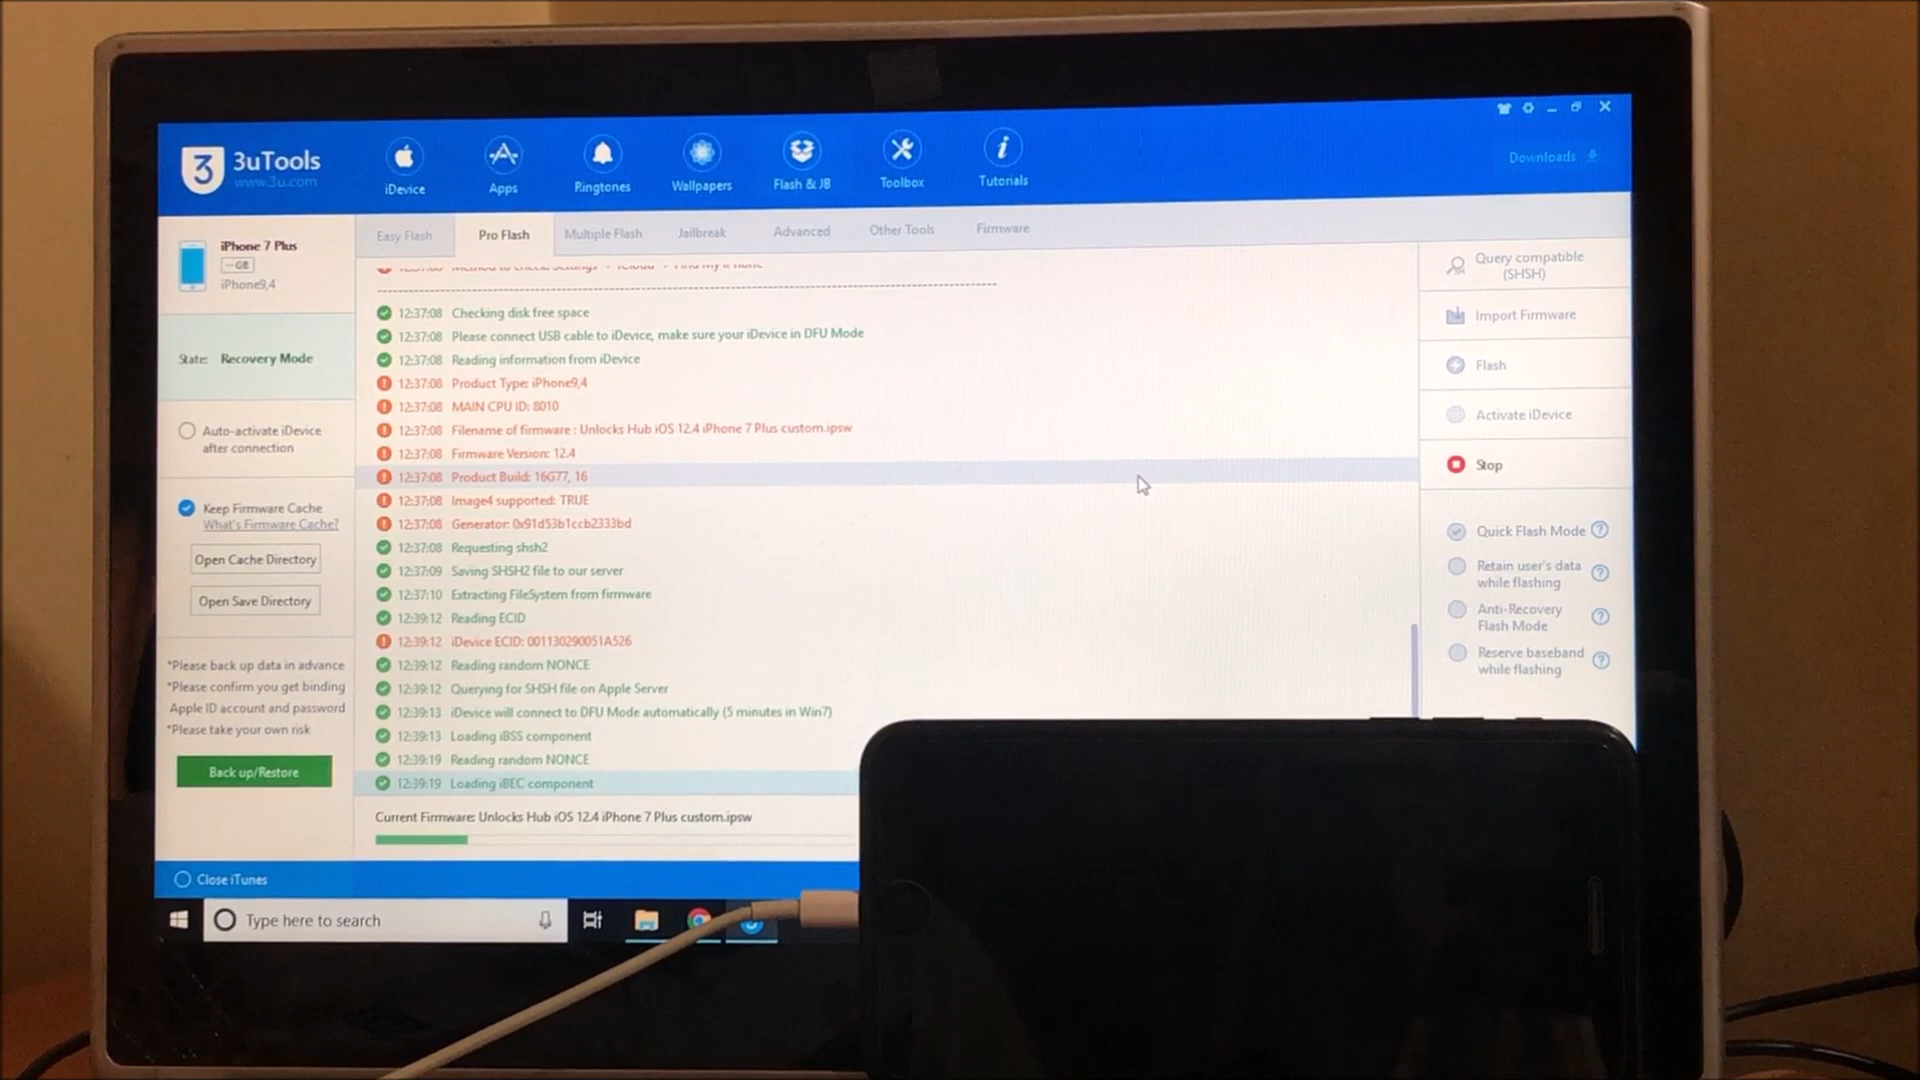 3 3uTools
www.3u.com
iDevice
Apps
Ringtones
Wallpapers
Flash & JB
Toolbox
Tutorials
Downloads
iPhone 7 Plus
-- GB
iPhone9,4
State: Recovery Mode
Auto-activate iDevice
after connection
Keep Firmware Cache
What's Firmware Cache?
Open Cache Directory
Open Save Directory
*Please back up data in advance
*Please confirm you get binding
Apple ID account and password
*Please take your own risk
Back up/Restore
Easy Flash
Pro Flash
Multiple Flash
Jailbreak
Advanced
Other Tools
Firmware
12:37:08 Checking disk free space
12:37:08 Please connect USB cable to iDevice, make sure your iDevice in DFU Mode
12:37:08 Reading information from iDevice
12:37:08 Product Type: iPhone9,4
12:37:08 MAIN CPU ID: 8010
12:37:08 Filename of firmware : Unlocks Hub iOS 12.4 iPhone 7 Plus custom.ipsw
12:37:08 Firmware Version: 12.4
12:37:08 Product Build: 16G77, 16
12:37:08 Image4 supported: TRUE
12:37:08 Generator: 0x91d53b1ccb2333bd
12:37:08 Requesting shsh2
12:37:09 Saving SHSH2 file to our server
12:37:10 Extracting FileSystem from firmware
12:39:12 Reading ECID
12:39:12 iDevice ECID: 001130290051A526
12:39:12 Reading random NONCE
12:39:12 Querying for SHSH file on Apple Server
12:39:13 iDevice will connect to DFU Mode automatically (5 minutes in Win7)
12:39:13 Loading iBSS component
12:39:19 Reading random NONCE
12:39:19 Loading iBEC component
Current Firmware: Unlocks Hub iOS 12.4 iPhone 7 Plus custom.ipsw
Query compatible
(SHSH)
Import Firmware
Flash
Activate iDevice
Stop
Quick Flash Mode ?
Retain user's data
while flashing ?
Anti-Recovery
Flash Mode ?
Reserve baseband
while flashing ?
Close iTunes
Type here to search